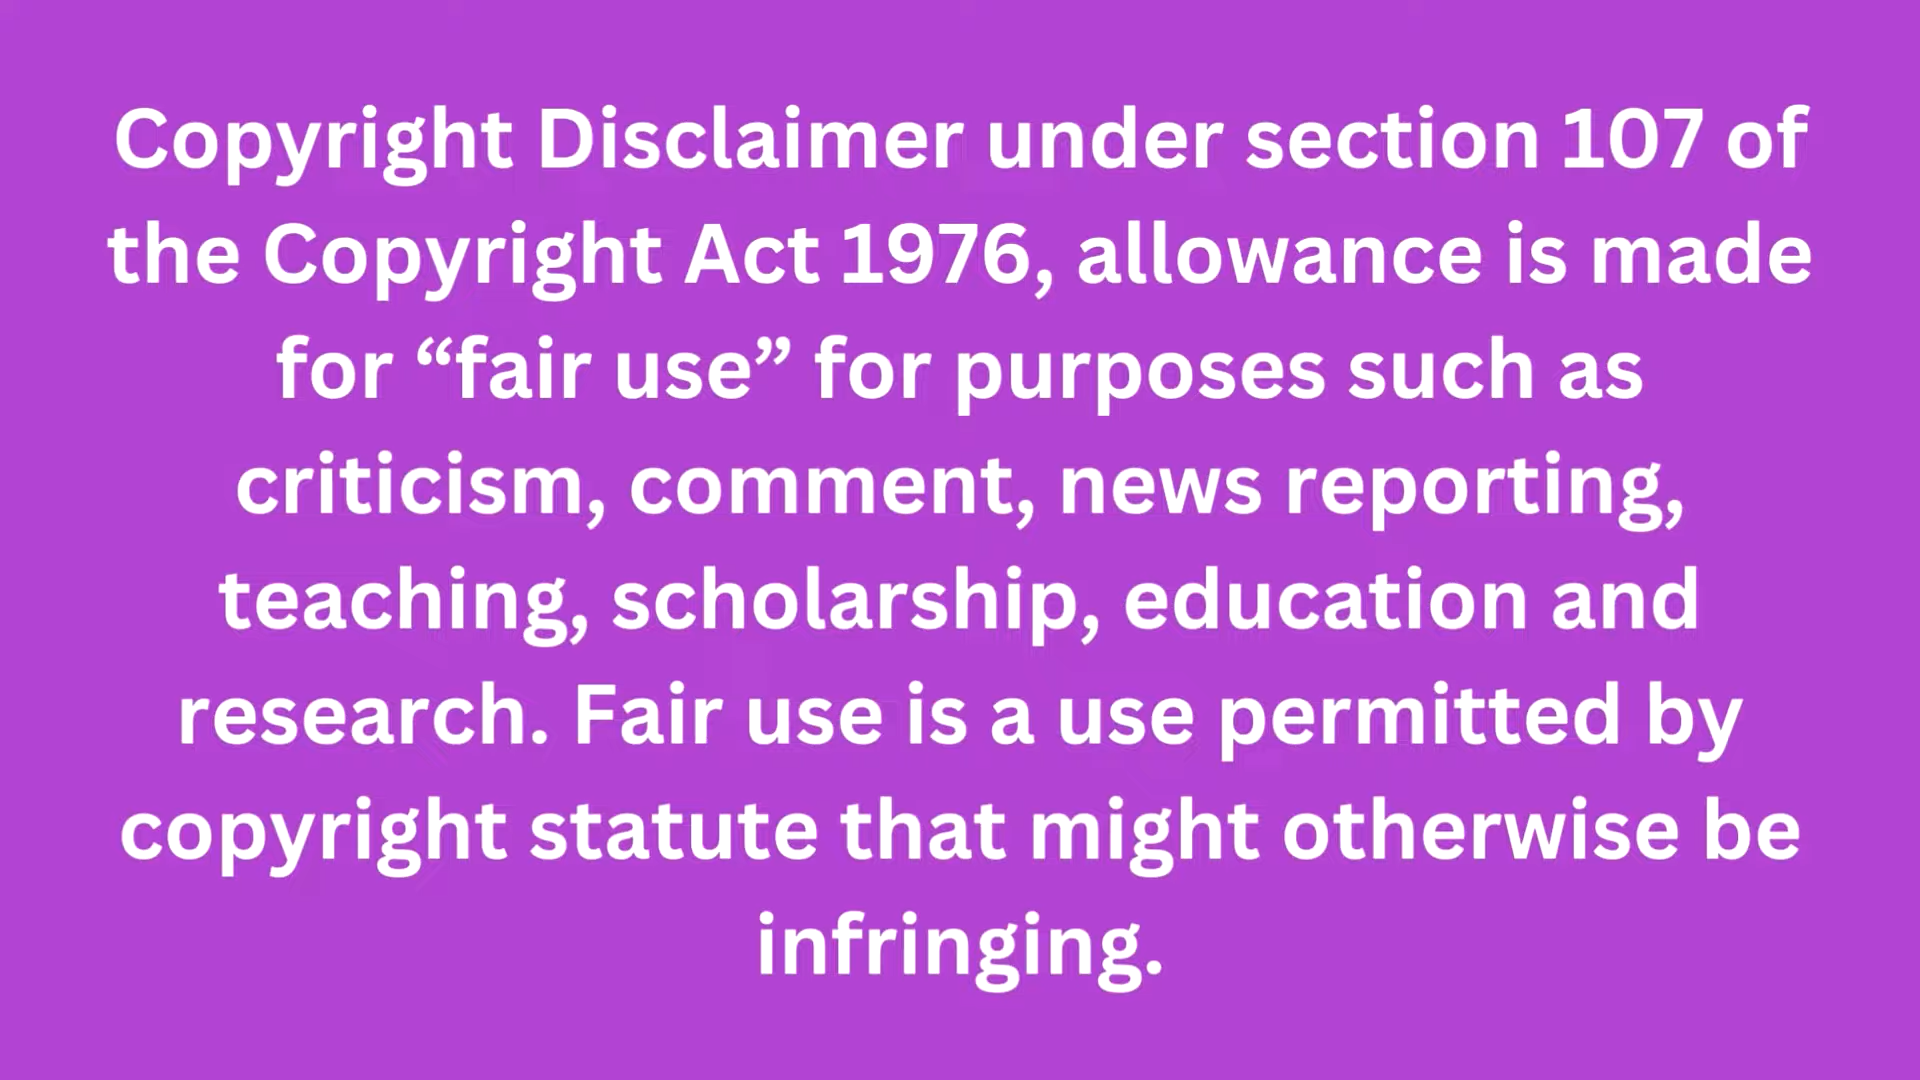 Copyright Disclaimer under section 107 of
the Copyright Act 1976, allowance is made
for “fair use” for purposes such as
criticism, comment, news reporting,
teaching, scholarship, education and
research. Fair use is a use permitted by
copyright statute that might otherwise be
infringing.